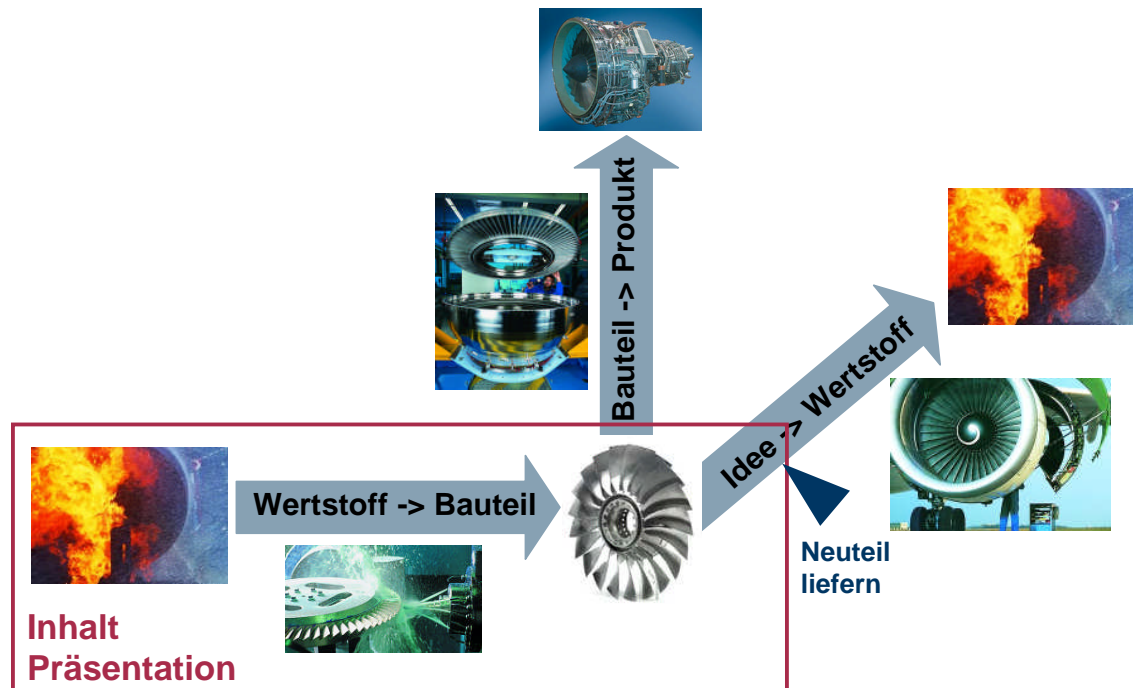 Bauteil -> Produkt
Idee -> Wertstoff
Wertstoff -> Bauteil
Neuteil
liefern
Inhalt
Präsentation